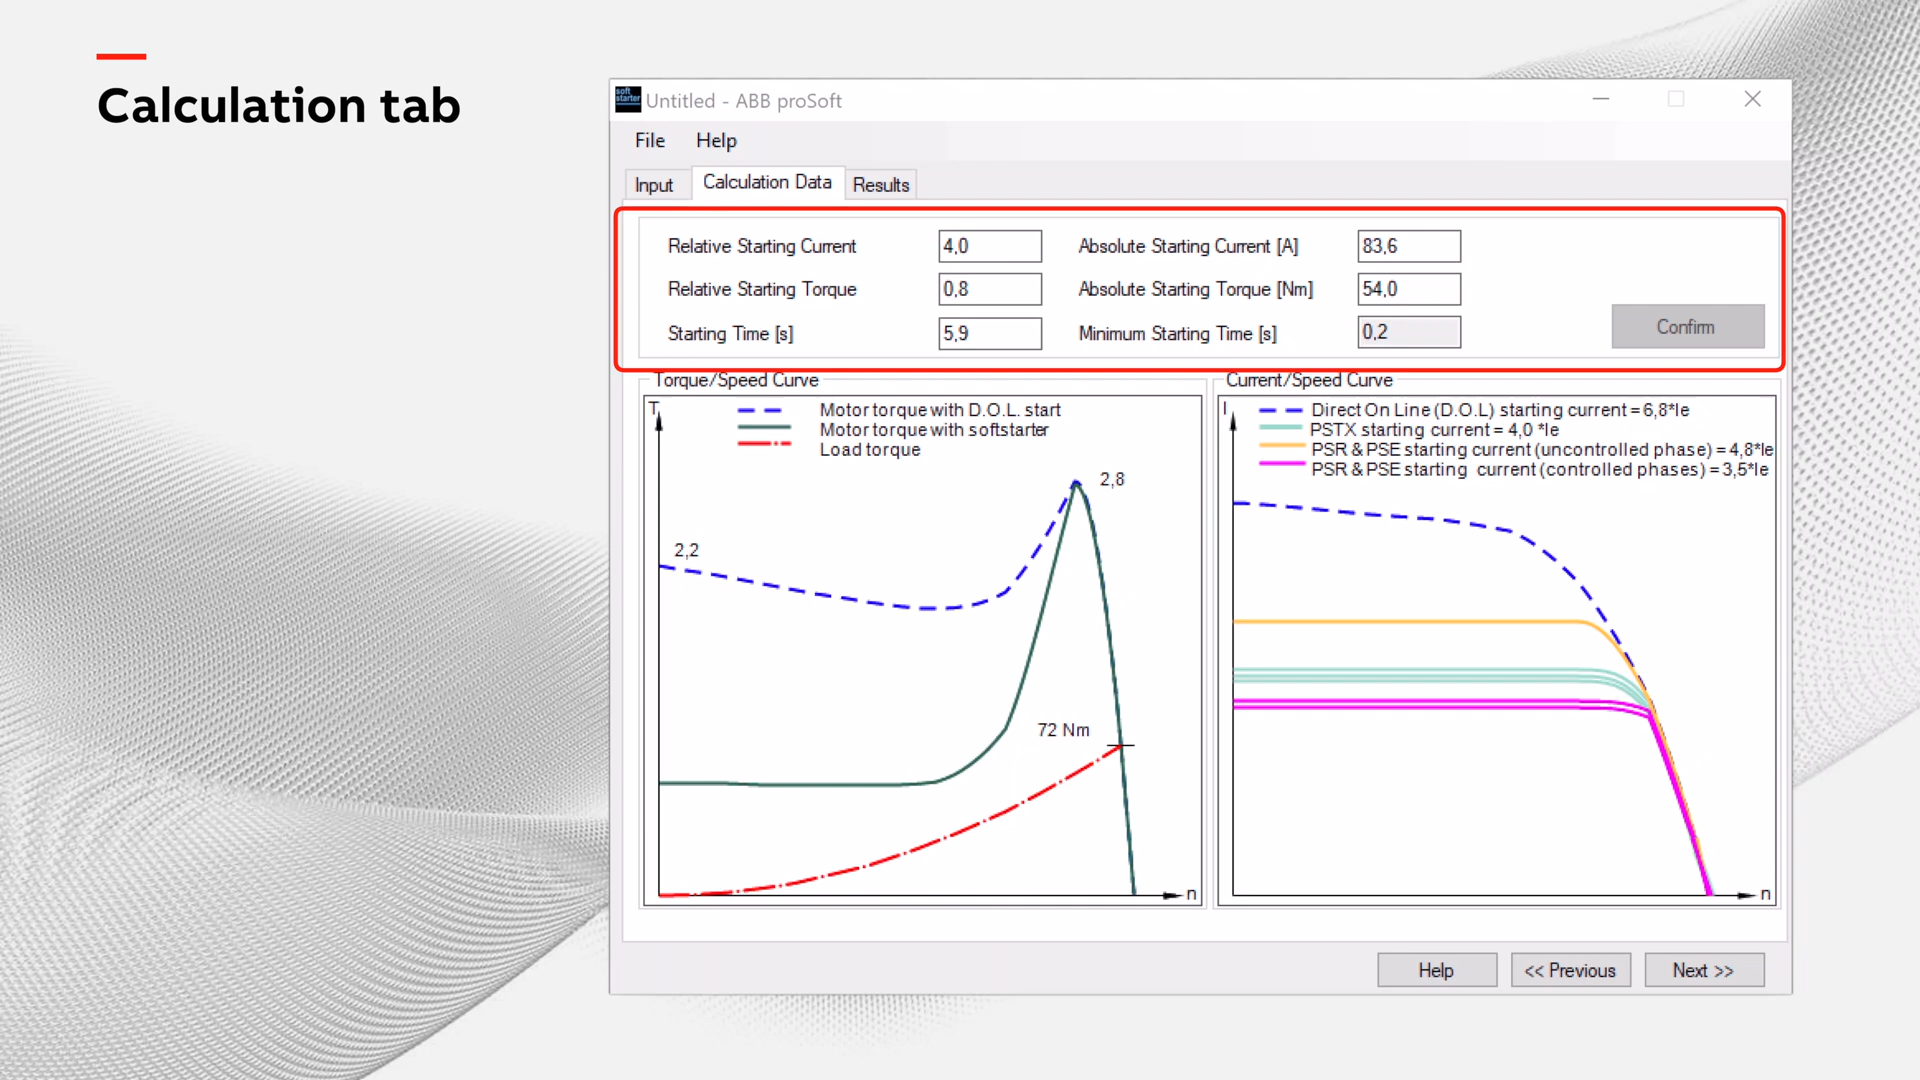 Calculation tab
soft
starter
Untitled - ABB proSoft
File Help
Input Calculation Data Results
Relative Starting Current 4,0 Absolute Starting Current [A] 83,6
Relative Starting Torque 0,8 Absolute Starting Torque [Nm] 54,0
Starting Time [s] 5,9 Minimum Starting Time [s] 0,2
Confirm
Torque/Speed Curve
T
Motor torque with D.O.L. start
Motor torque with softstarter
Load torque
2,8
2,2
72 Nm
n
Current/Speed Curve
I
Direct On Line (D.O.L) starting current = 6,8*Ie
PSTX starting current = 4,0 *Ie
PSR & PSE starting current (uncontrolled phase) = 4,8*Ie
PSR & PSE starting current (controlled phases) = 3,5*Ie
n
Help << Previous Next >>